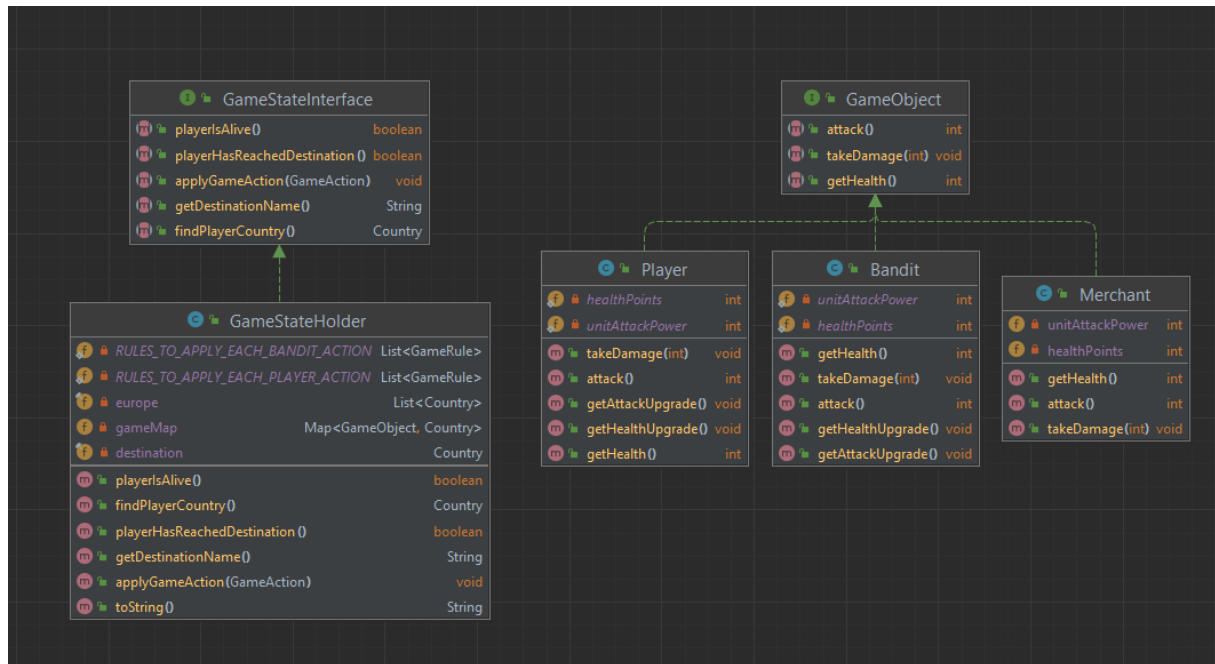 GameStateInterface
playerIsAlive() boolean
playerHasReachedDestination() boolean
applyGameAction(GameAction) void
getDestinationName() String
findPlayerCountry() Country
GameStateHolder
RULES_TO_APPLY_EACH_BANDIT_ACTION List<GameRule>
RULES_TO_APPLY_EACH_PLAYER_ACTION List<GameRule>
europe List<Country>
gameMap Map<GameObject, Country>
destination Country
playerIsAlive() boolean
findPlayerCountry() Country
playerHasReachedDestination() boolean
getDestinationName() String
applyGameAction(GameAction) void
toString() String
GameObject
attack() int
takeDamage(int) void
getHealth() int
Player
healthPoints int
unitAttackPower int
takeDamage(int) void
attack() int
getAttackUpgrade() void
getHealthUpgrade() void
getHealth() int
Bandit
unitAttackPower int
healthPoints int
getHealth() int
takeDamage(int) void
attack() int
getHealthUpgrade() void
getAttackUpgrade() void
Merchant
unitAttackPower int
healthPoints int
getHealth() int
attack() int
takeDamage(int) void